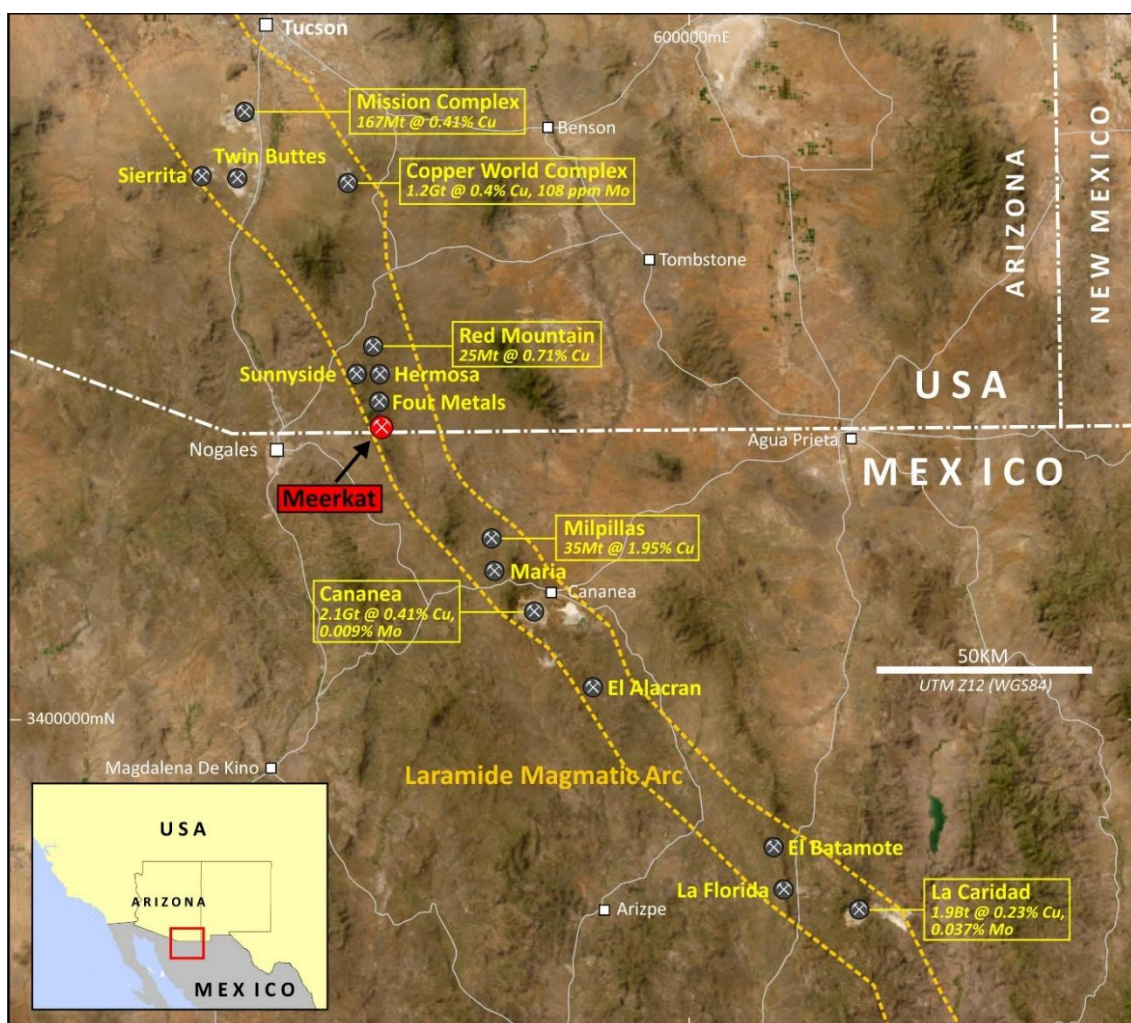 Tucson
600000mE
Mission Complex
167Mt @ 0.41% Cu
Benson
Twin Buttes
Sierrita
Copper World Complex
1.2Gt @ 0.4% Cu, 108 ppm Mo
ARIZONA
NEW MEXICO
Tombstone
Red Mountain
25Mt @ 0.71% Cu
Sunnyside
Hermosa
Four Metals
USA
Nogales
Agua Prieta
MEXICO
Meerkat
Milpillas
35Mt @ 1.95% Cu
Maria
Cananea
2.1Gt @ 0.41% Cu,
0.009% Mo
Cananea
50KM
UTM Z12 (WGS84)
El Alacran
3400000mN
Magdalena De Kino
Laramide Magmatic Arc
USA
ARIZONA
MEXICO
El Batamote
La Florida
La Caridad
1.9Bt @ 0.23% Cu,
0.037% Mo
Arizpe